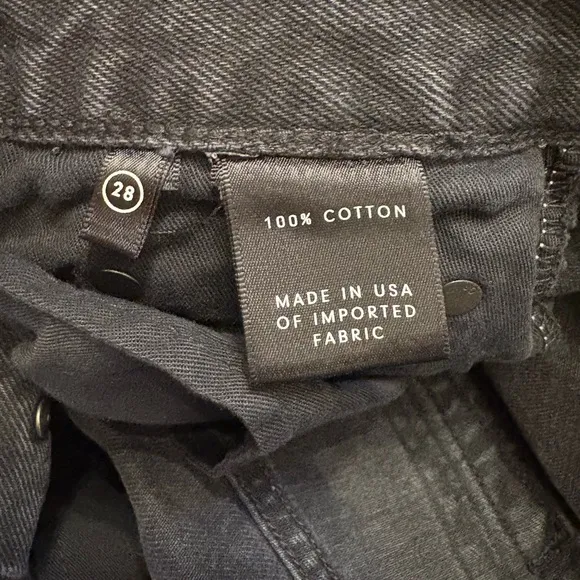 28
100% COTTON
MADE IN USA
OF IMPORTED
FABRIC